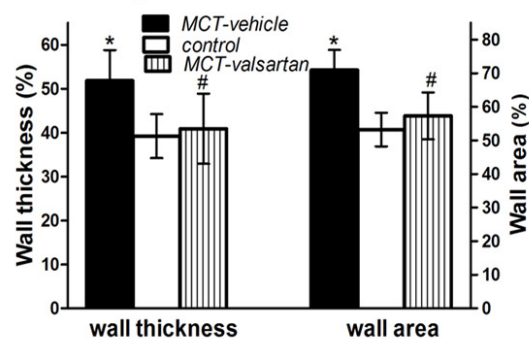 MCT-vehicle
control
MCT-valsartan
Wall thickness (%)
60
50
40
30
20
10
0
* # * #
Wall area (%)
80
70
60
50
40
30
20
10
0
wall thickness wall area